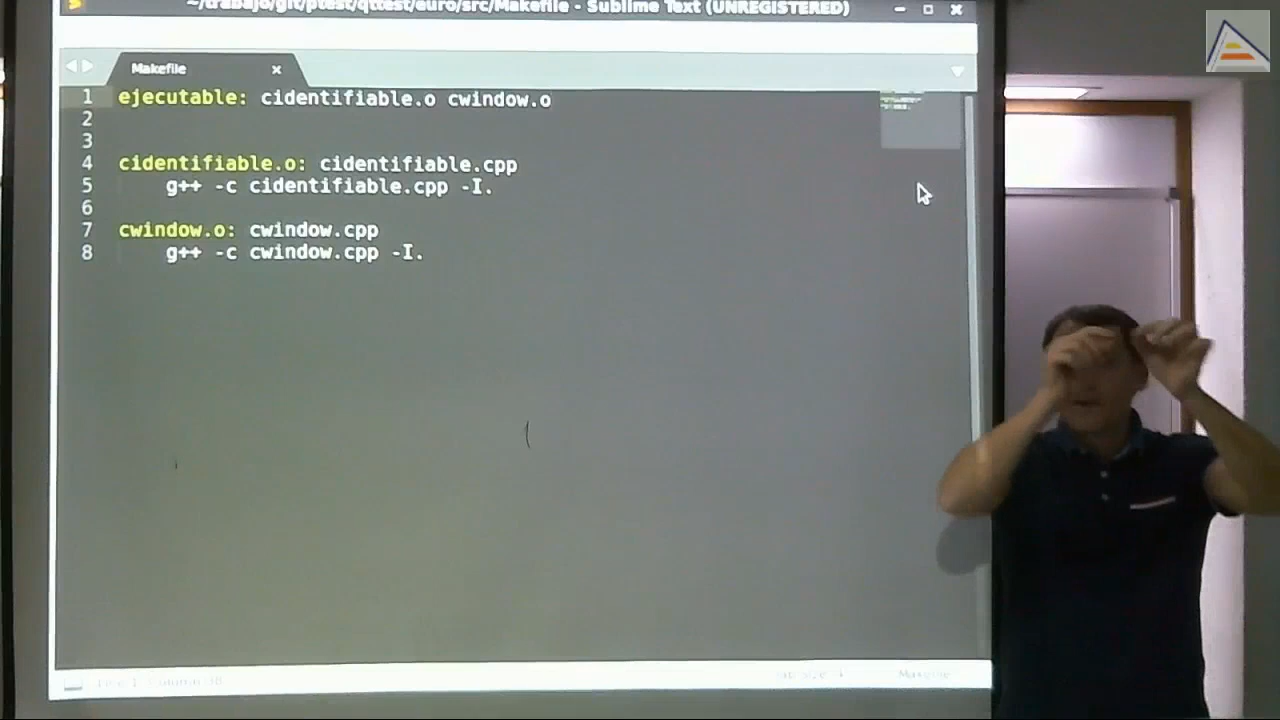 ~/trabajo/git/ptest/qttest/euro/src/Makefile - Sublime Text (UNREGISTERED)
Makefile
1 ejecutable: cidentifiable.o cwindow.o
2
3
4 cidentifiable.o: cidentifiable.cpp
5 g++ -c cidentifiable.cpp -I.
6
7 cwindow.o: cwindow.cpp
8 g++ -c cwindow.cpp -I.
Makefile